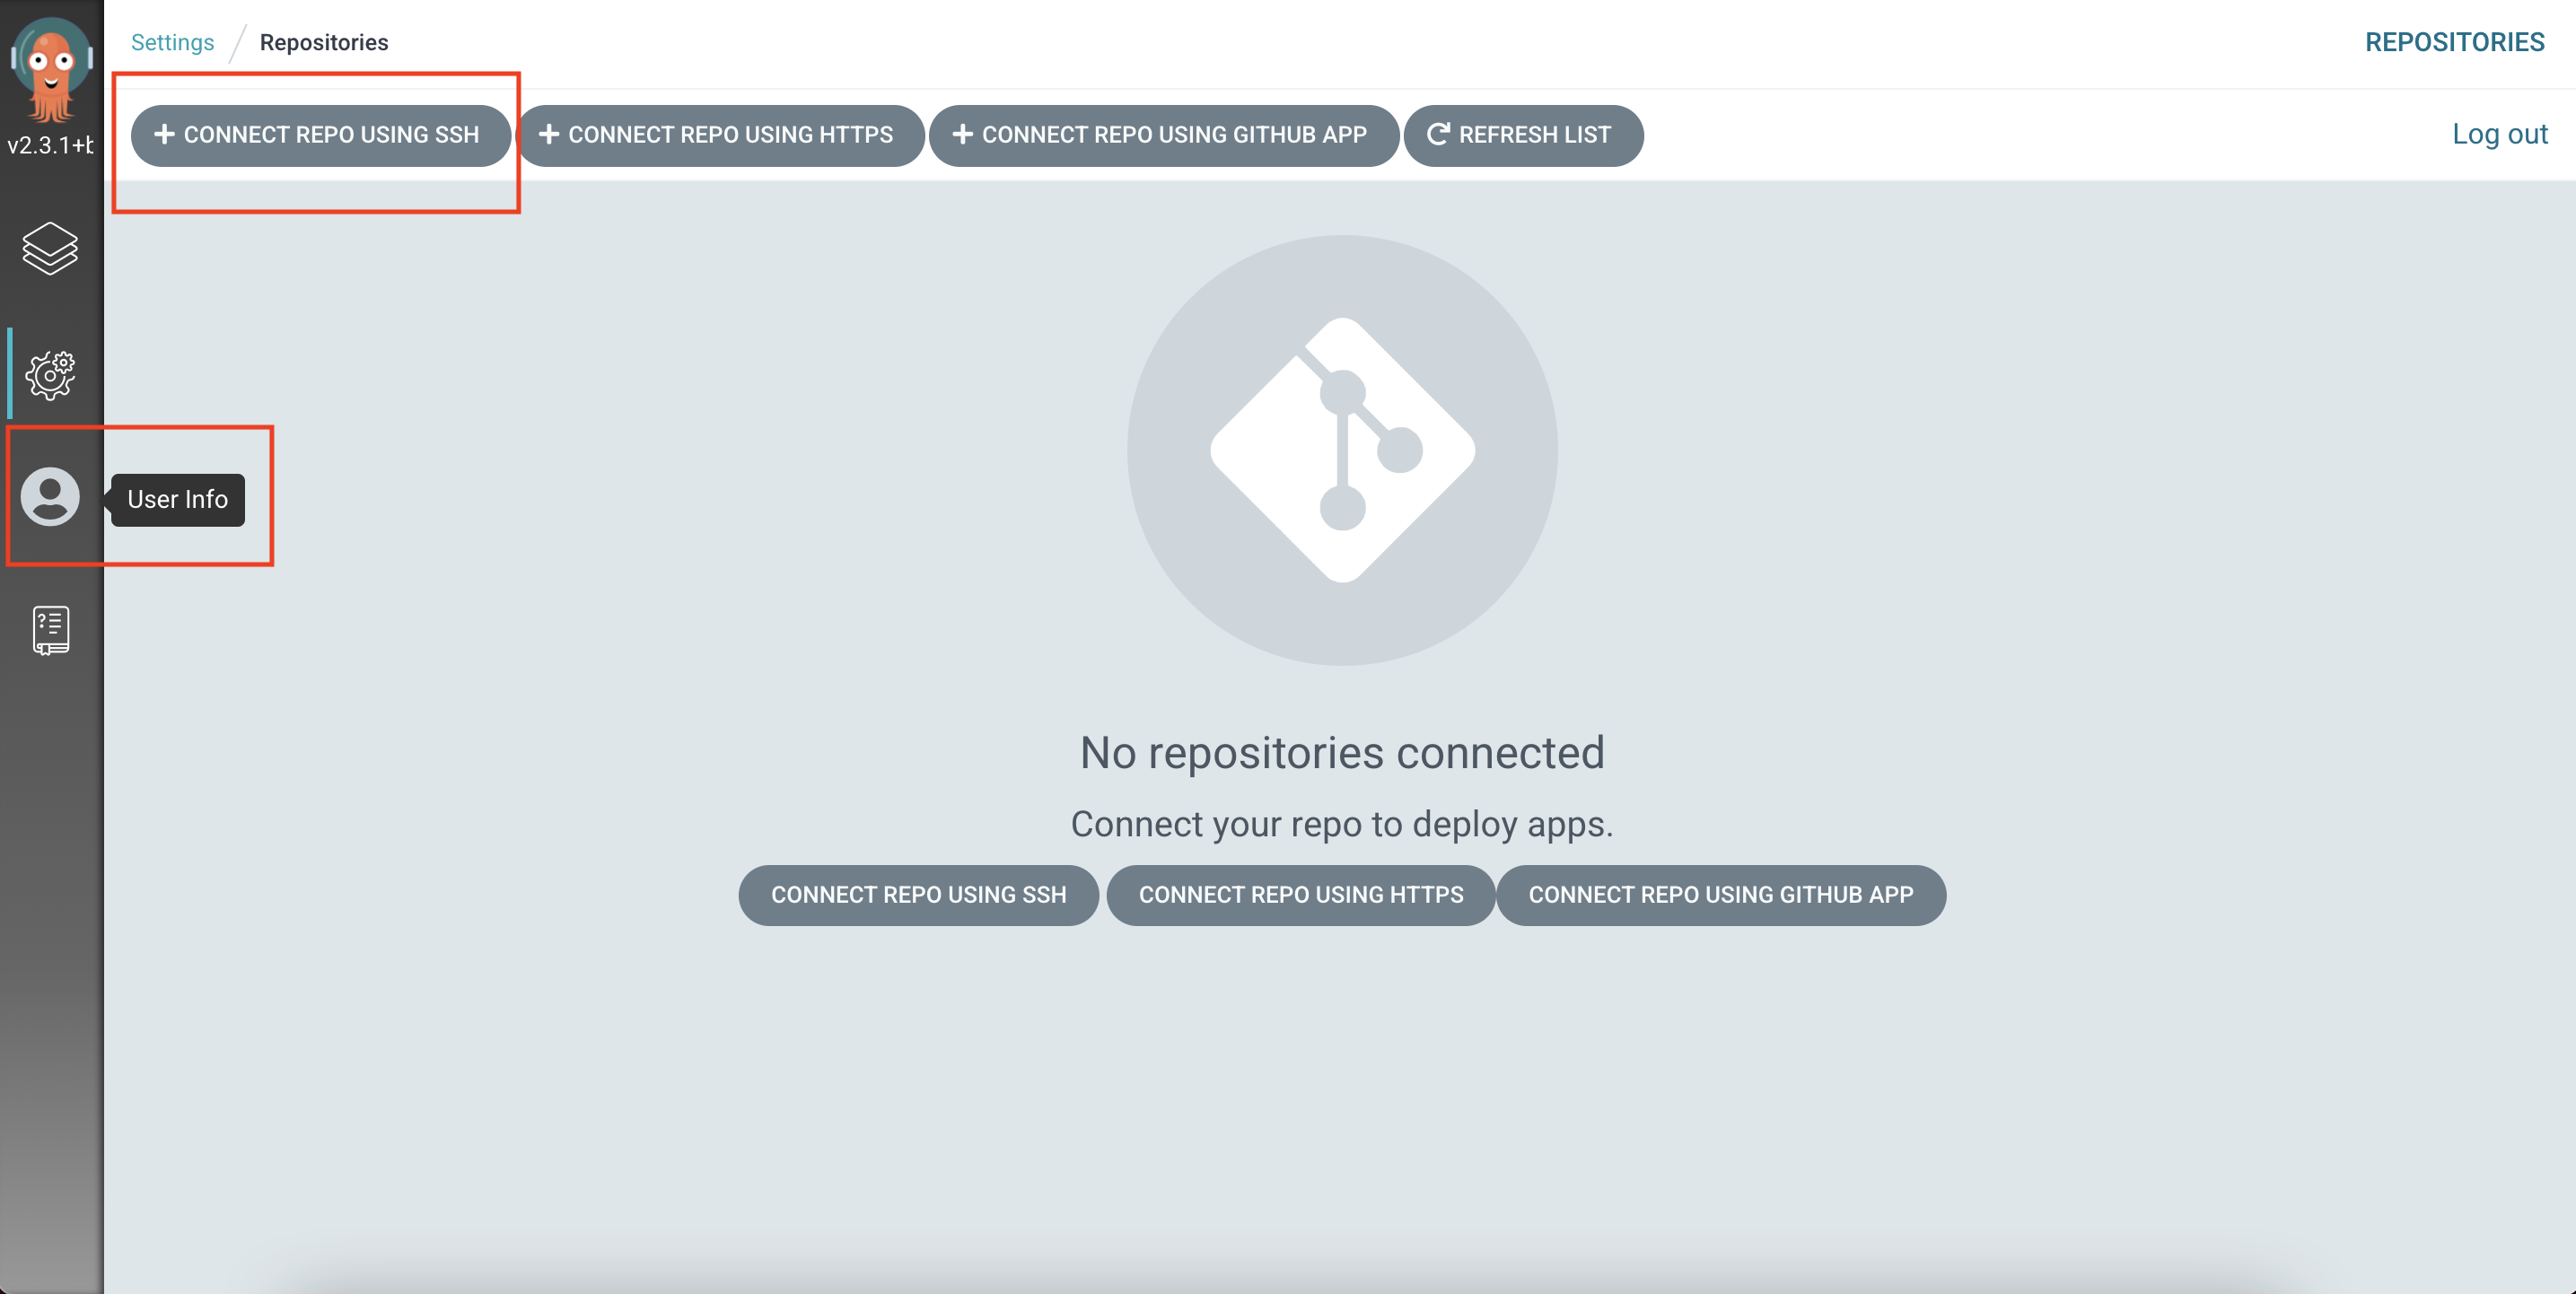 Settings / Repositories
REPOSITORIES
v2.3.1+b
+ CONNECT REPO USING SSH
+ CONNECT REPO USING HTTPS
+ CONNECT REPO USING GITHUB APP
REFRESH LIST
Log out
User Info
No repositories connected
Connect your repo to deploy apps.
CONNECT REPO USING SSH
CONNECT REPO USING HTTPS
CONNECT REPO USING GITHUB APP